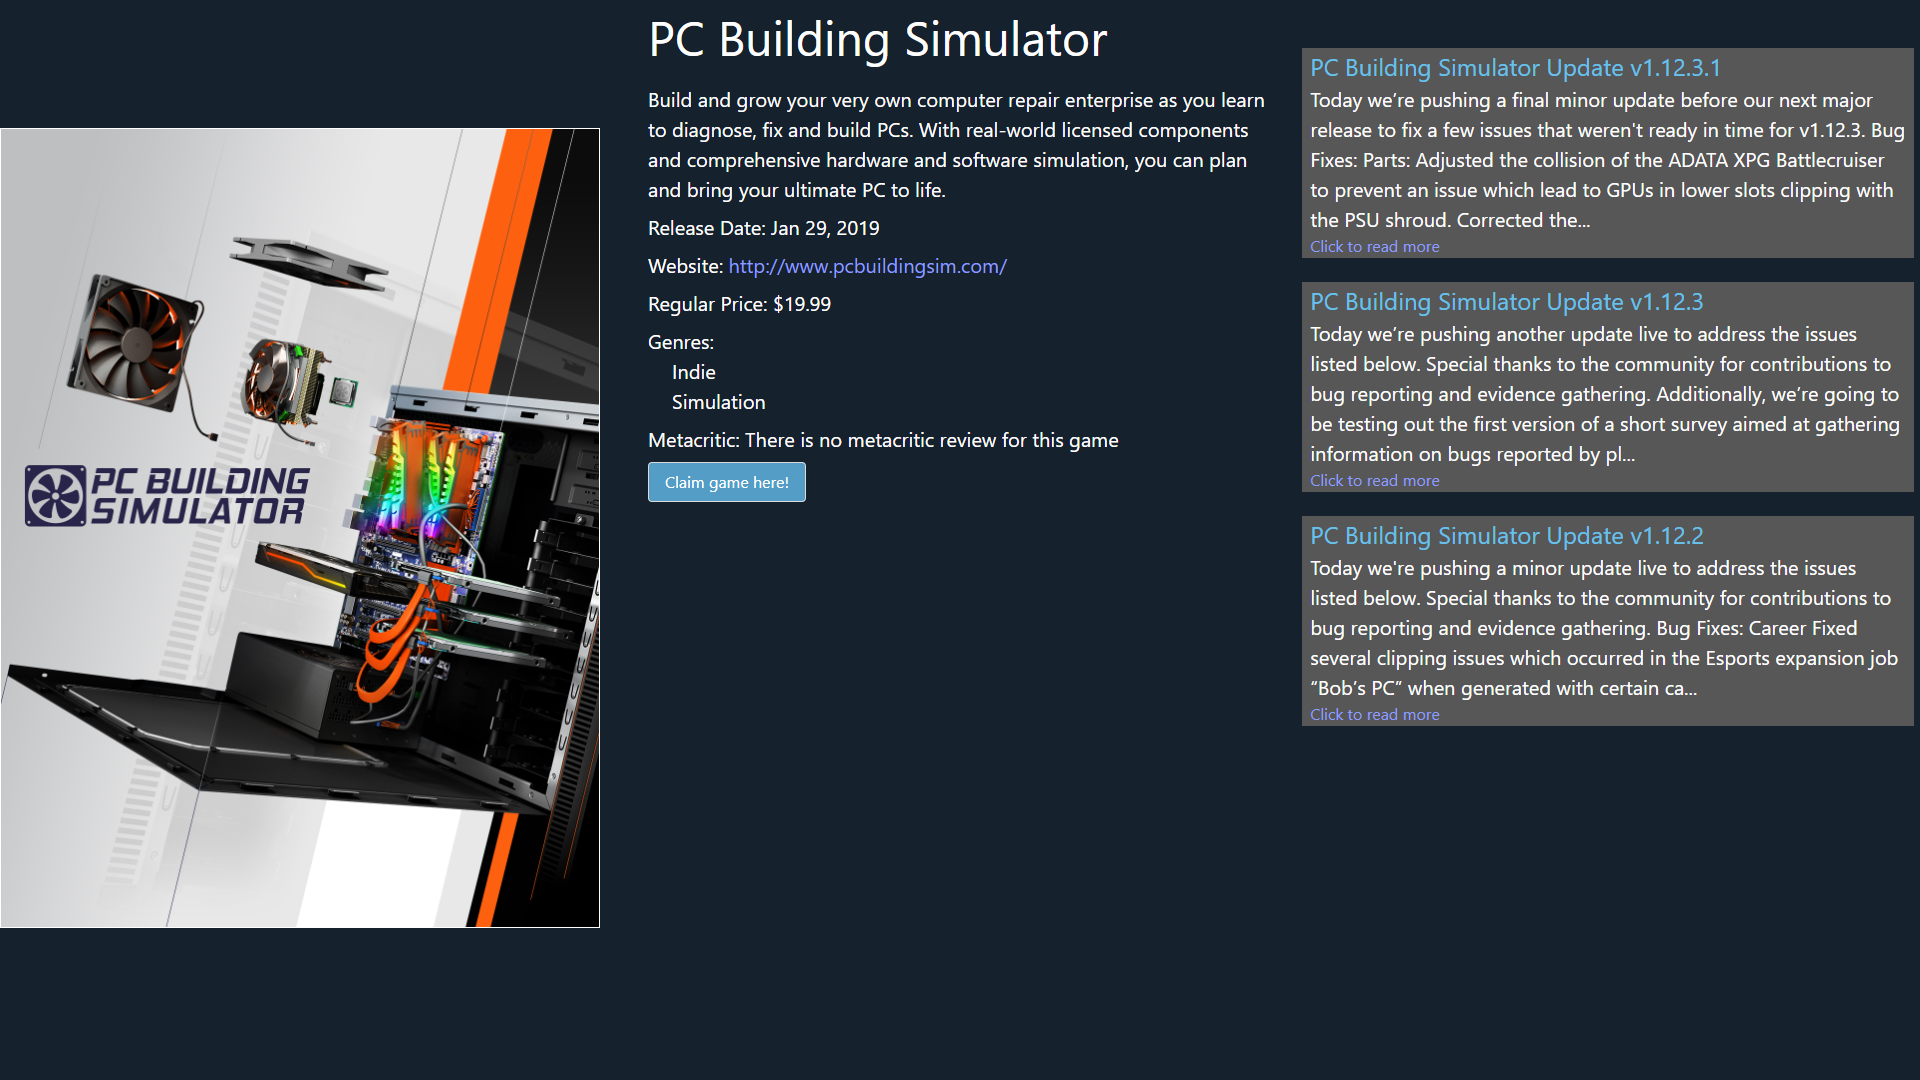 PC BUILDING
SIMULATOR
PC Building Simulator
Build and grow your very own computer repair enterprise as you learn
to diagnose, fix and build PCs. With real-world licensed components
and comprehensive hardware and software simulation, you can plan
and bring your ultimate PC to life.
Release Date: Jan 29, 2019
Website: http://www.pcbuildingsim.com/
Regular Price: $19.99
Genres:
Indie
Simulation
Metacritic: There is no metacritic review for this game
Claim game here!
PC Building Simulator Update v1.12.3.1
Today we’re pushing a final minor update before our next major
release to fix a few issues that weren't ready in time for v1.12.3. Bug
Fixes: Parts: Adjusted the collision of the ADATA XPG Battlecruiser
to prevent an issue which lead to GPUs in lower slots clipping with
the PSU shroud. Corrected the...
Click to read more
PC Building Simulator Update v1.12.3
Today we’re pushing another update live to address the issues
listed below. Special thanks to the community for contributions to
bug reporting and evidence gathering. Additionally, we’re going to
be testing out the first version of a short survey aimed at gathering
information on bugs reported by pl...
Click to read more
PC Building Simulator Update v1.12.2
Today we're pushing a minor update live to address the issues
listed below. Special thanks to the community for contributions to
bug reporting and evidence gathering. Bug Fixes: Career Fixed
several clipping issues which occurred in the Esports expansion job
“Bob’s PC” when generated with certain ca...
Click to read more